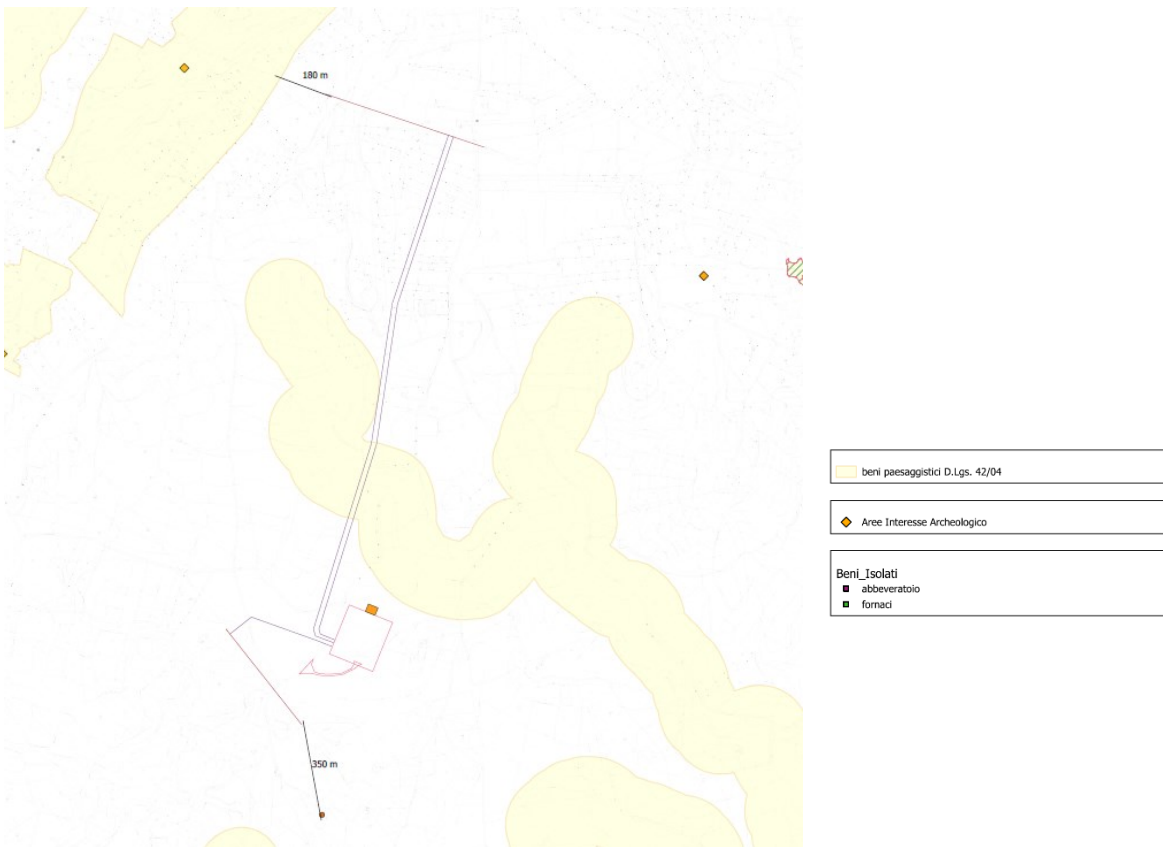 180 m
350 m
beni paesaggistici D.Lgs. 42/04
Aree Interesse Archeologico
Beni_Isolati
abbeveratoio
fornaci